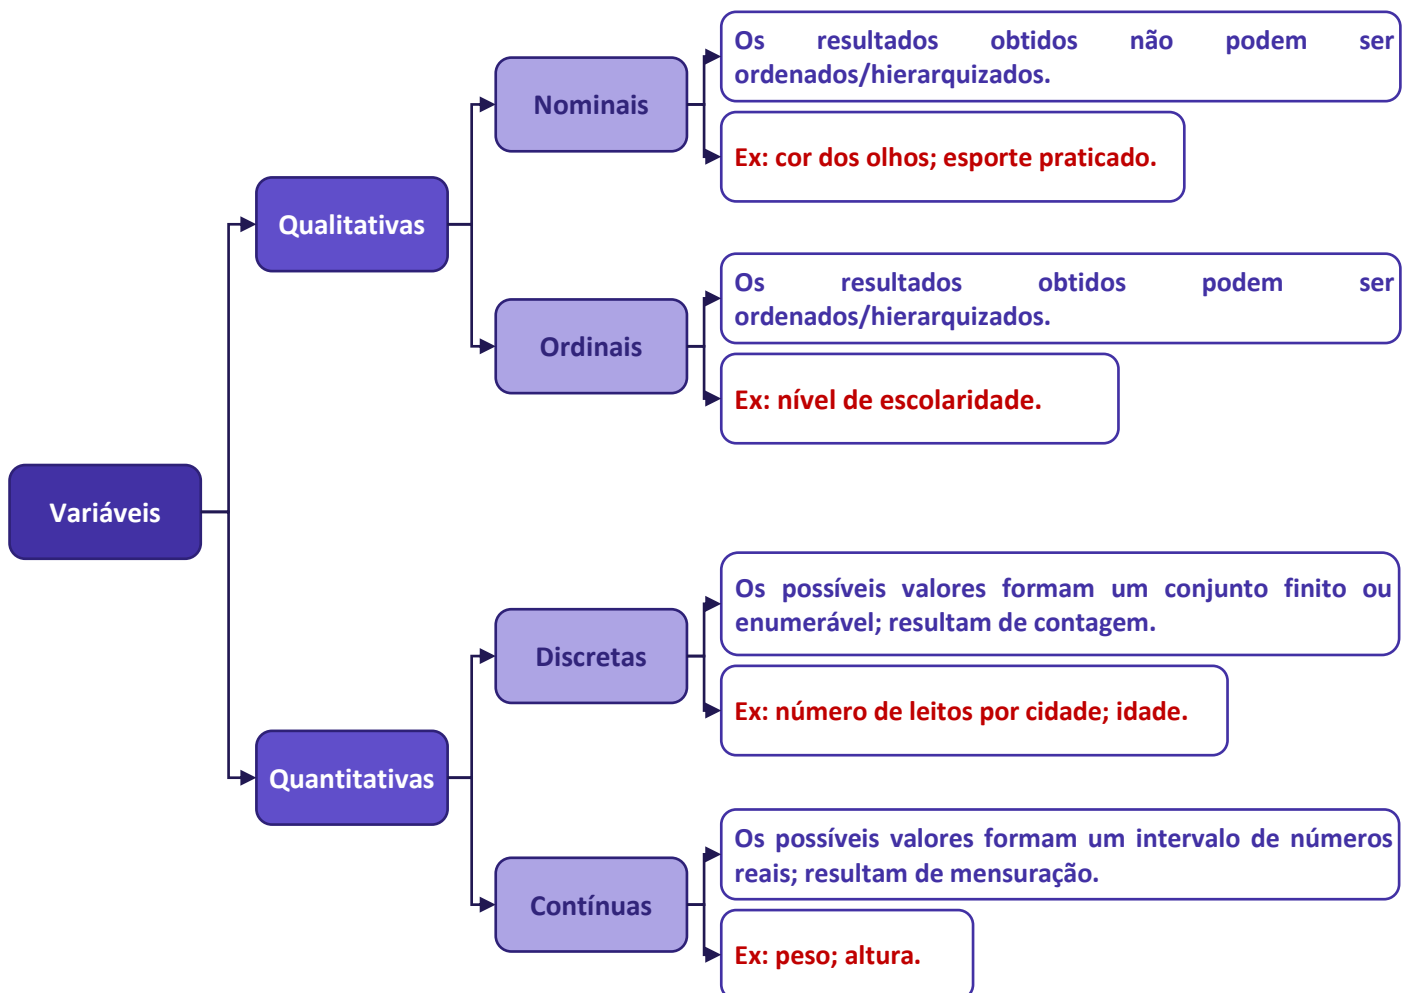 Os resultados obtidos não podem ser
ordenados/hierarquizados.
Nominais
Ex: cor dos olhos; esporte praticado.
Qualitativas
Os resultados obtidos podem ser
ordenados/hierarquizados.
Ordinais
Ex: nível de escolaridade.
Variáveis
Os possíveis valores formam um conjunto finito ou
enumerável; resultam de contagem.
Discretas
Ex: número de leitos por cidade; idade.
Quantitativas
Os possíveis valores formam um intervalo de números
reais; resultam de mensuração.
Contínuas
Ex: peso; altura.